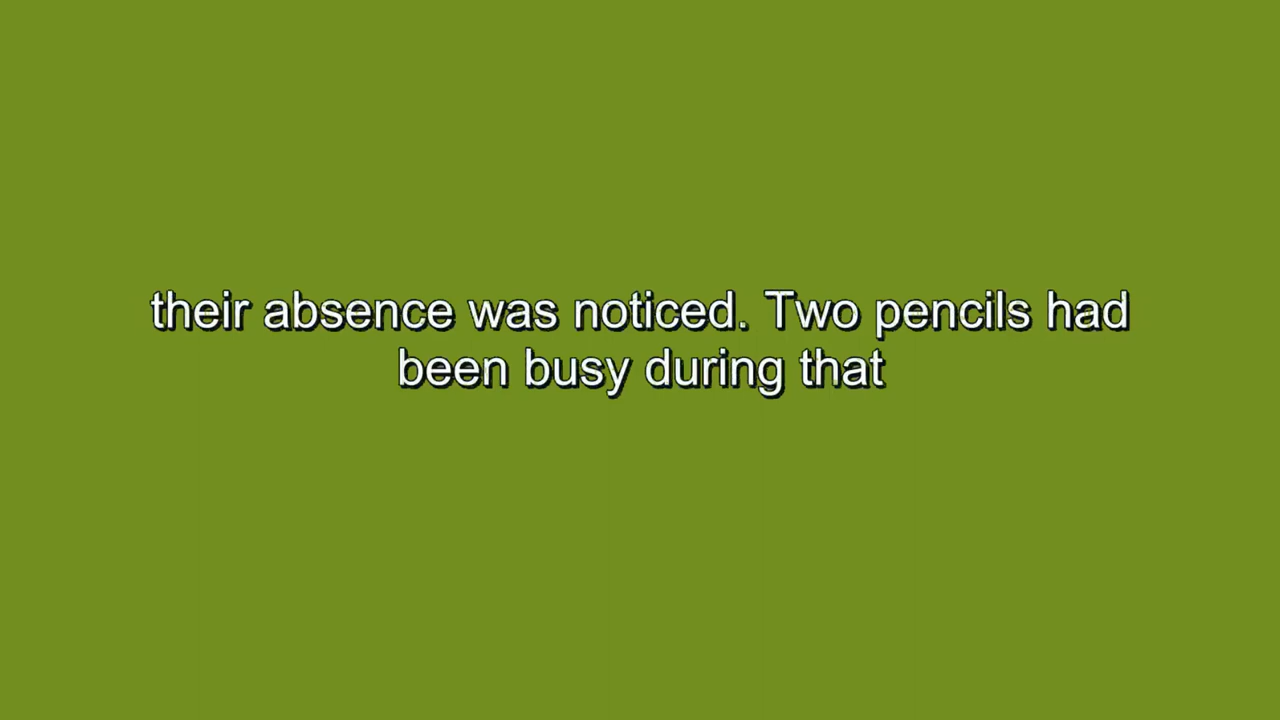 their absence was noticed. Two pencils had
been busy during that